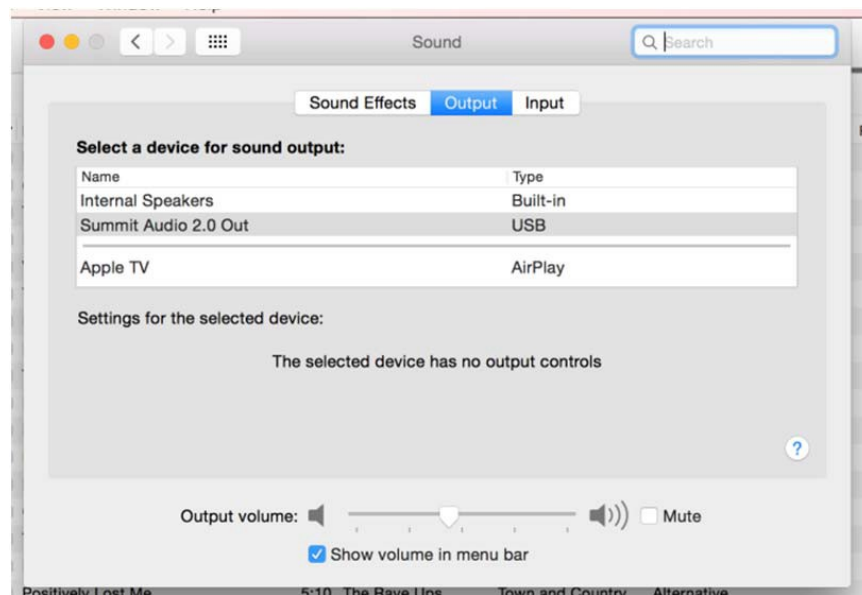 Sound
Search
Sound Effects Output Input
Select a device for sound output:
Name Type
Internal Speakers Built-in
Summit Audio 2.0 Out USB
Apple TV AirPlay
Settings for the selected device:
The selected device has no output controls
?
Output volume: Mute
Show volume in menu bar
Positively Lost Me 5:10 The Rave Ups Town and Country Alternative